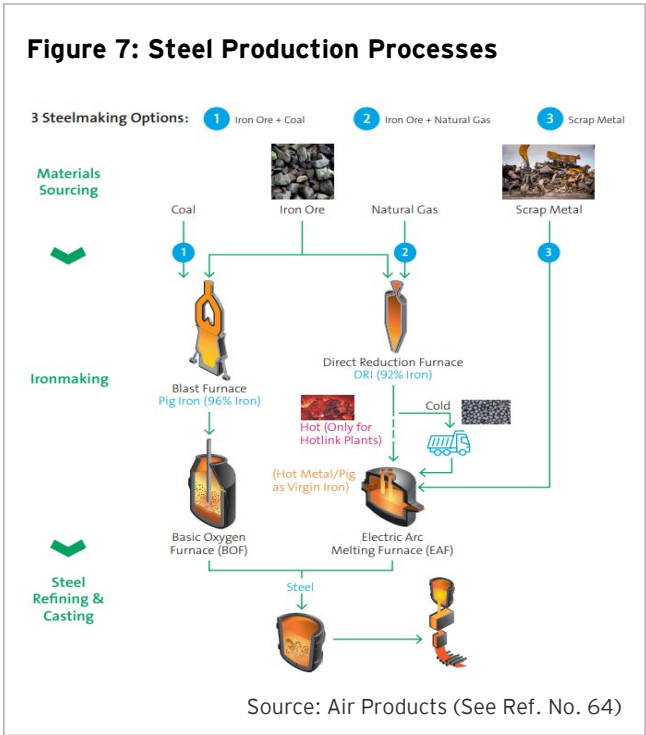 Figure 7: Steel Production Processes
3 Steelmaking Options:
1 Iron Ore + Coal
2 Iron Ore + Natural Gas
3 Scrap Metal
Materials
Sourcing
Coal
Iron Ore
Natural Gas
Scrap Metal
1
2
3
Ironmaking
Blast Furnace
Pig Iron (96% Iron)
Direct Reduction Furnace
DRI (92% Iron)
Cold
Hot (Only for
Hotlink Plants)
(Hot Metal/Pig
as Virgin Iron)
Basic Oxygen
Furnace (BOF)
Electric Arc
Melting Furnace (EAF)
Steel
Refining &
Casting
Steel
Source: Air Products (See Ref. No. 64)